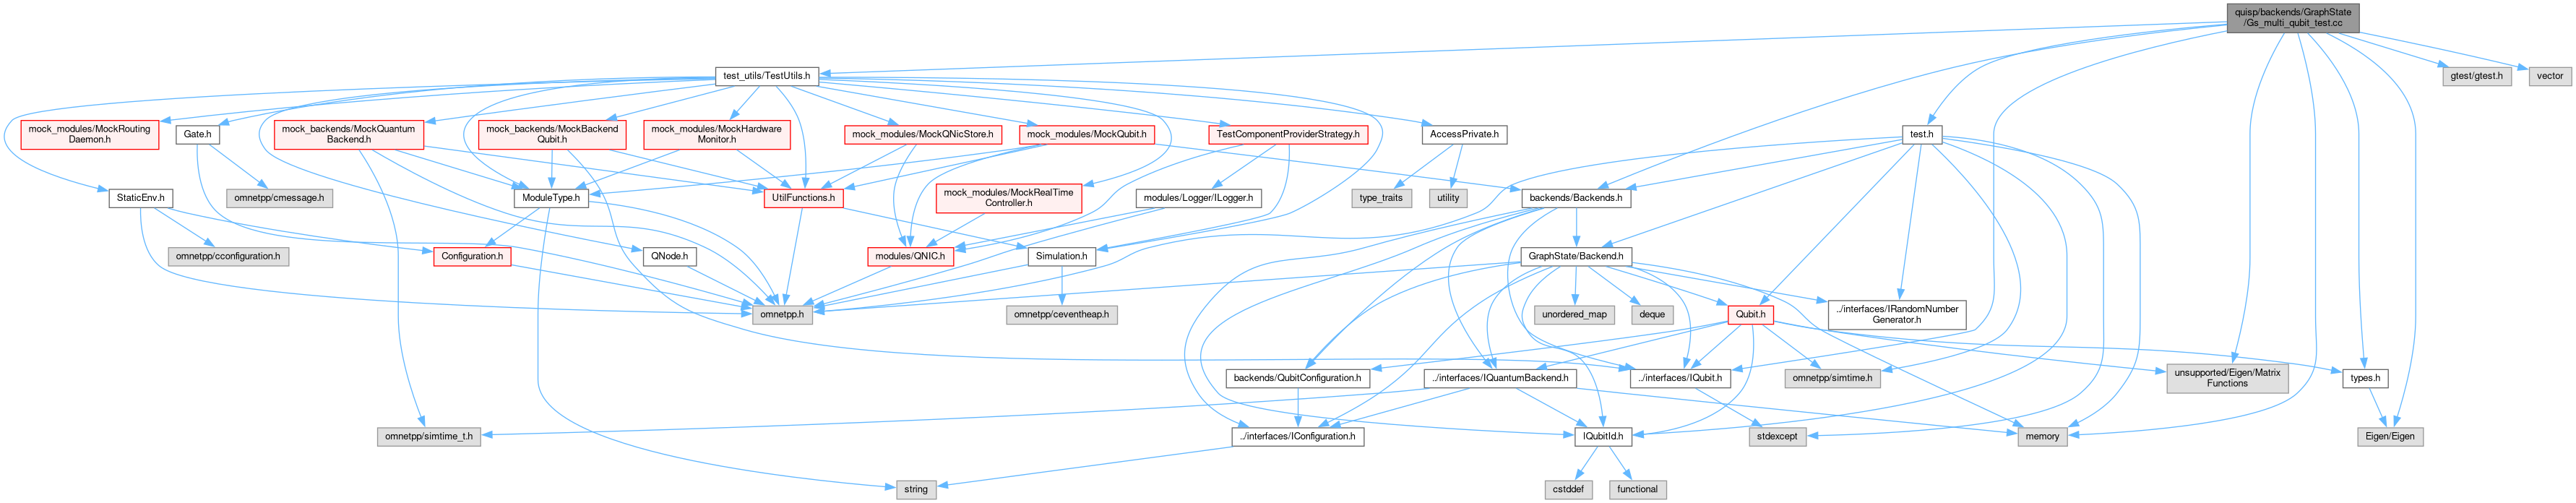 quisp/backends/GraphState
/Gs_multi_qubit_test.cc
test_utils/TestUtils.h
gtest/gtest.h
vector
mock_modules/MockRouting
Daemon.h
Gate.h
mock_backends/MockQuantum
Backend.h
mock_backends/MockBackend
Qubit.h
mock_modules/MockHardware
Monitor.h
mock_modules/MockQNicStore.h
mock_modules/MockQubit.h
TestComponentProviderStrategy.h
AccessPrivate.h
test.h
StaticEnv.h
omnetpp/cmessage.h
ModuleType.h
UtilFunctions.h
mock_modules/MockRealTime
Controller.h
modules/Logger/ILogger.h
type_traits
utility
backends/Backends.h
omnetpp/cconfiguration.h
Configuration.h
QNode.h
modules/QNIC.h
Simulation.h
GraphState/Backend.h
omnetpp.h
omnetpp/ceventheap.h
unordered_map
deque
Qubit.h
../interfaces/IRandomNumber
Generator.h
backends/QubitConfiguration.h
../interfaces/IQuantumBackend.h
../interfaces/IQubit.h
omnetpp/simtime.h
unsupported/Eigen/Matrix
Functions
types.h
omnetpp/simtime_t.h
../interfaces/IConfiguration.h
IQubitId.h
stdexcept
memory
Eigen/Eigen
string
cstddef
functional